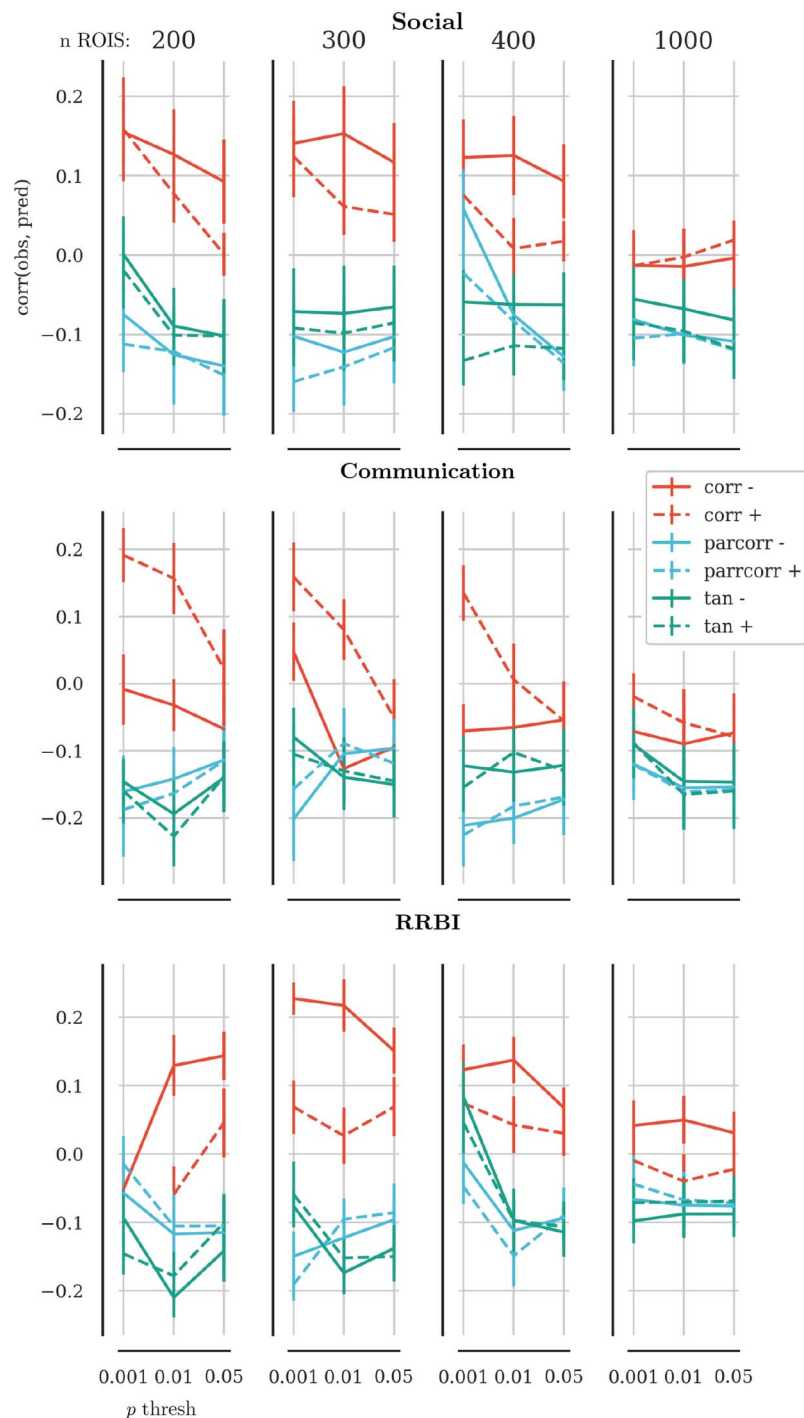 Social
n ROIS: 200 300 400 1000
0.2
0.1
0.0
−0.1
−0.2
corr(obs, pred)
Communication
corr -
corr +
parcorr -
parrcorr +
tan -
tan +
0.2
0.1
0.0
−0.1
−0.2
RRBI
0.2
0.1
0.0
−0.1
−0.2
0.001 0.01 0.05 0.001 0.01 0.05 0.001 0.01 0.05 0.001 0.01 0.05
p thresh